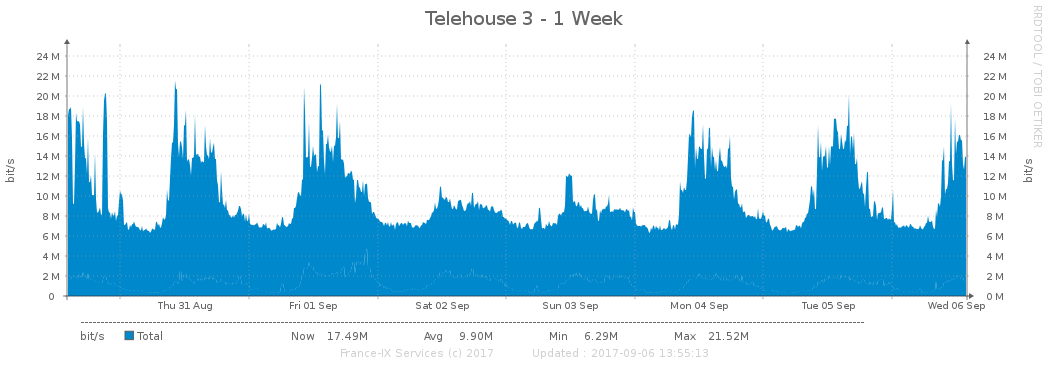 Telehouse 3 - 1 Week
RRDTOOL / TOBI OETIKER
bit/s
24 M
22 M
20 M
18 M
16 M
14 M
12 M
10 M
8 M
6 M
4 M
2 M
0
24 M
22 M
20 M
18 M
16 M
14 M
12 M
10 M
8 M
6 M
4 M
2 M
0 M
bit/s
Thu 31 Aug Fri 01 Sep Sat 02 Sep Sun 03 Sep Mon 04 Sep Tue 05 Sep Wed 06 Sep
bit/s Total Now 17.49M Avg 9.90M Min 6.29M Max 21.52M
France-IX Services (c) 2017 Updated : 2017-09-06 13:55:13